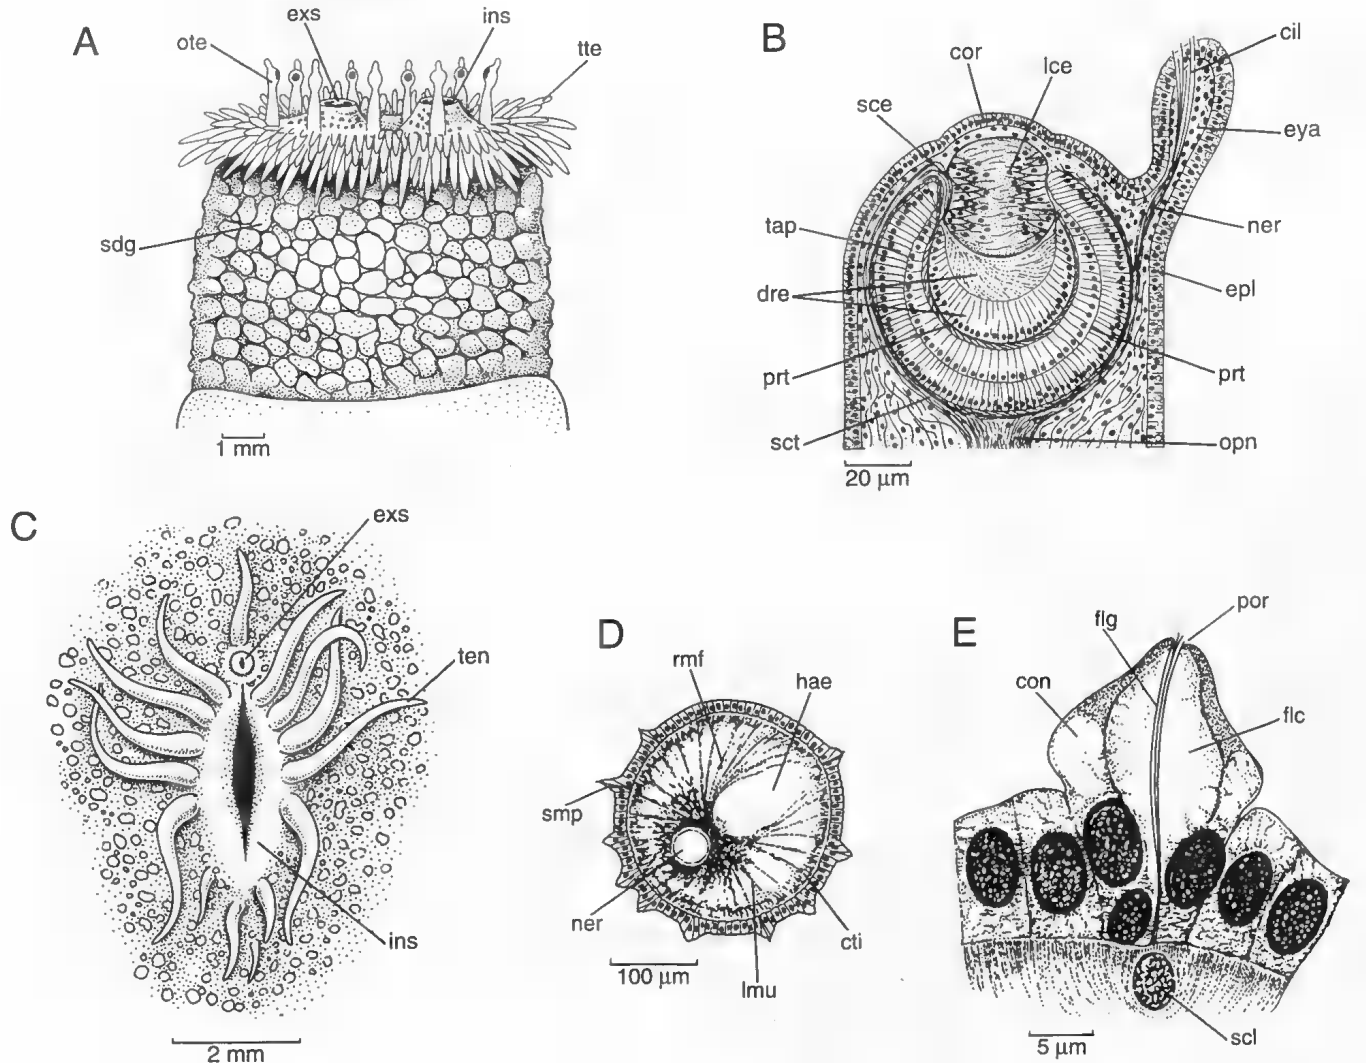 A
exs
ins
ote
tte
sdg
1 mm
B
cor
lce
cil
sce
eya
tap
ner
dre
epl
prt
prt
sct
opn
20 μm
C
exs
ten
ins
2 mm
D
rmf
hae
smp
ner
cti
lmu
100 μm
E
por
flg
con
flc
scl
5 μm